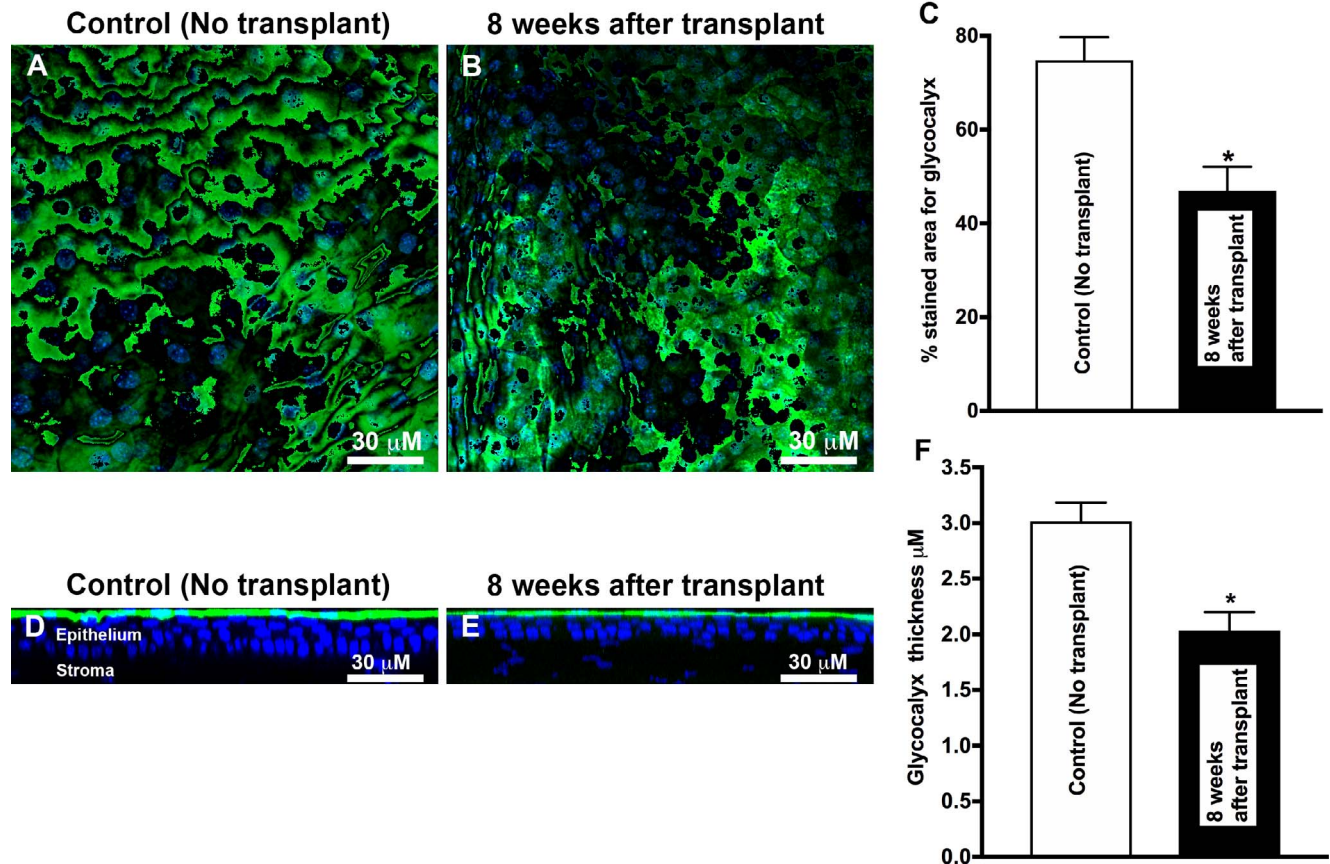 Control (No transplant)
8 weeks after transplant
A
B
30 μM
30 μM
C
80
60
40
20
0
% stained area for glycocalyx
Control (No transplant)
*
8 weeks
after transplant
Control (No transplant)
8 weeks after transplant
D
Epithelium
Stroma
30 μM
E
30 μM
F
3.5
3.0
2.5
2.0
1.5
1.0
0.5
0.0
Glycocalyx thickness μM
Control (No transplant)
*
8 weeks
after transplant